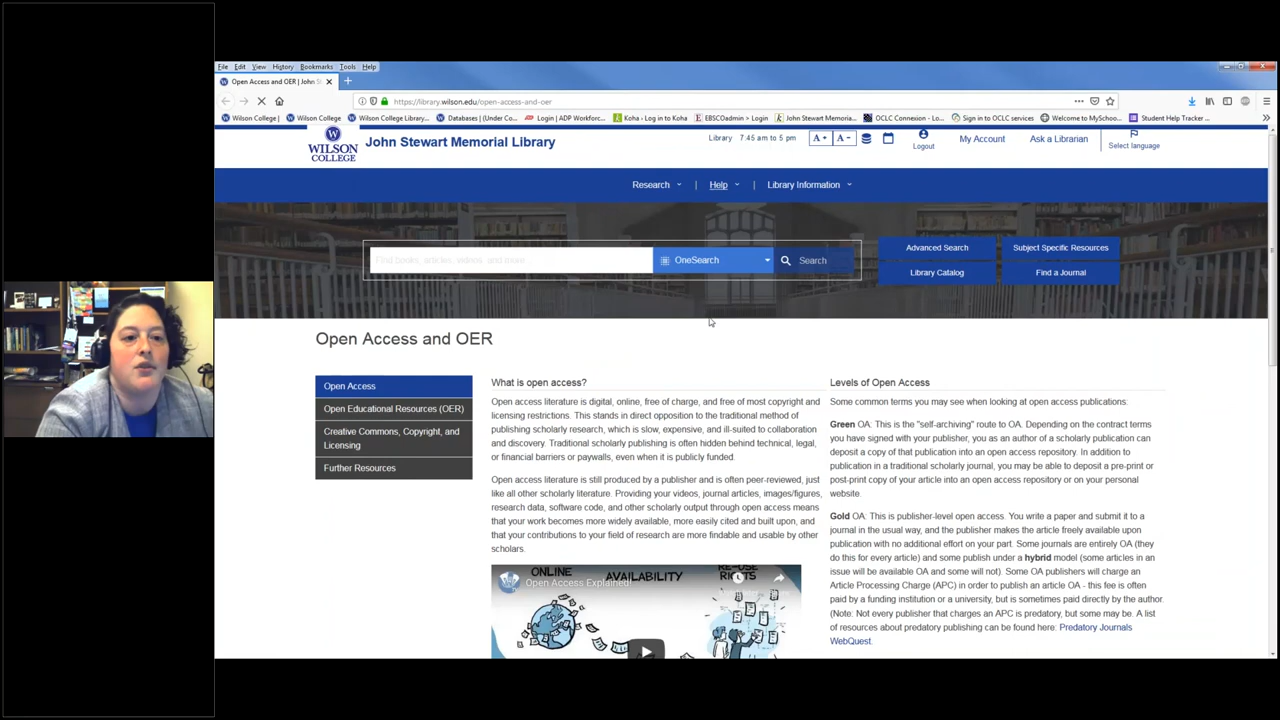 File Edit View History Bookmarks Tools Help
Open Access and OER | John S
https://library.wilson.edu/open-access-and-oer
Wilson College | Wilson College Wilson College Library... Databases | (Under Co... Login | ADP Workforc... Koha › Log in to Koha EBSCOadmin > Login John Stewart Memoria... OCLC Connexion - Lo... Sign in to OCLC services Welcome to MySchoo... Student Help Tracker ...
WILSON
COLLEGE
John Stewart Memorial Library
Library 7:45 am to 5 pm A + A − Logout My Account Ask a Librarian Select language
Research | Help | Library Information
Find books, articles, videos, and more... OneSearch Search
Advanced Search Subject Specific Resources
Library Catalog Find a Journal
Open Access and OER
Open Access
Open Educational Resources (OER)
Creative Commons, Copyright, and
Licensing
Further Resources
What is open access?
Open access literature is digital, online, free of charge, and free of most copyright and
licensing restrictions. This stands in direct opposition to the traditional method of
publishing scholarly research, which is slow, expensive, and ill-suited to collaboration
and discovery. Traditional scholarly publishing is often hidden behind technical, legal,
or financial barriers or paywalls, even when it is publicly funded.
Open access literature is still produced by a publisher and is often peer-reviewed, just
like all other scholarly literature. Providing your videos, journal articles, images/figures,
research data, software code, and other scholarly output through open access means
that your work becomes more widely available, more easily cited and built upon, and
that your contributions to your field of research are more findable and usable by other
scholars.
ONLINE AVAILABILITY RE-USE
RIGHTS
Open Access Explained!
Levels of Open Access
Some common terms you may see when looking at open access publications:
Green OA: This is the "self-archiving" route to OA. Depending on the contract terms
you have signed with your publisher, you as an author of a scholarly publication can
deposit a copy of that publication into an open access repository. In addition to
publication in a traditional scholarly journal, you may be able to deposit a pre-print or
post-print copy of your article into an open access repository or on your personal
website.
Gold OA: This is publisher-level open access. You write a paper and submit it to a
journal in the usual way, and the publisher makes the article freely available upon
publication with no additional effort on your part. Some journals are entirely OA (they
do this for every article) and some publish under a hybrid model (some articles in an
issue will be available OA and some will not). Some OA publishers will charge an
Article Processing Charge (APC) in order to publish an article OA - this fee is often
paid by a funding institution or a university, but is sometimes paid directly by the author.
(Note: Not every publisher that charges an APC is predatory, but some may be. A list
of resources about predatory publishing can be found here: Predatory Journals
WebQuest.